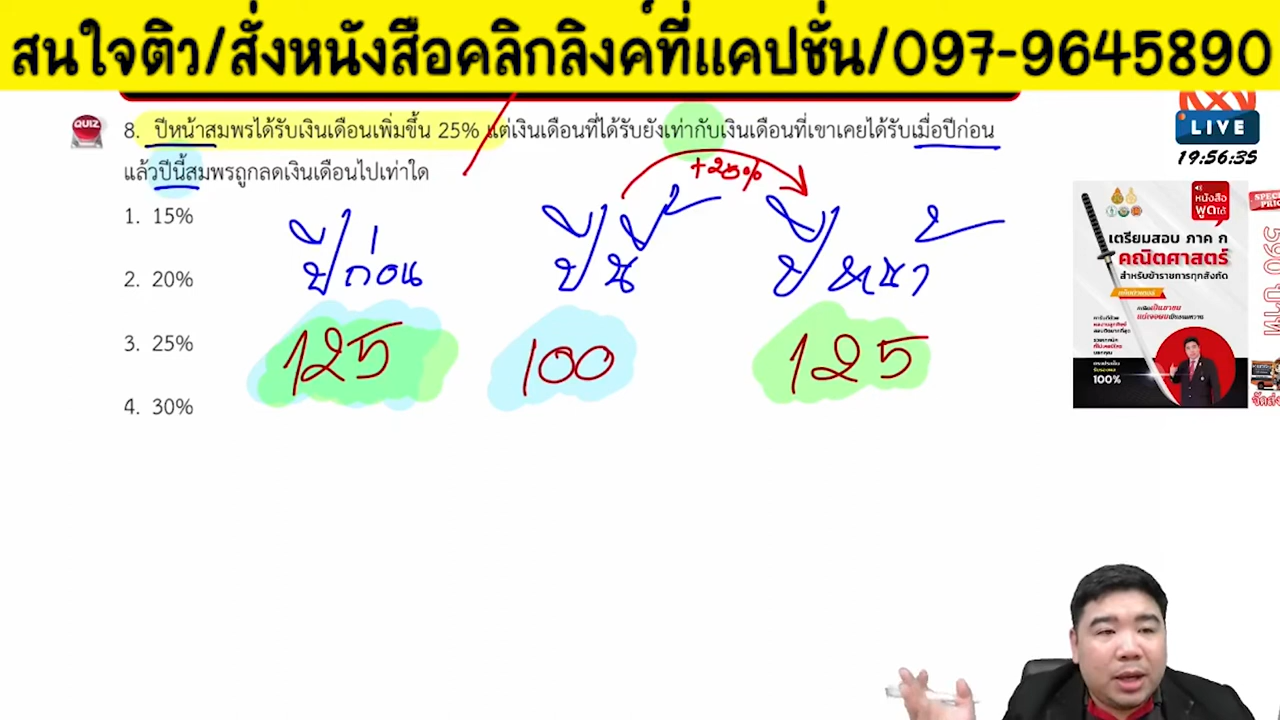 สนใจติว/สั่งหนังสือคลิกลิงค์ที่แคปชั่น/097-9645890
QUIZ
8. ปีหน้าสมพรได้รับเงินเดือนเพิ่มขึ้น 25% แต่เงินเดือนที่ได้รับยังเท่ากับเงินเดือนที่เขาเคยได้รับเมื่อปีก่อน
แล้วปีนี้สมพรถูกลดเงินเดือนไปเท่าใด
+25%
1. 15%
2. 20%
3. 25%
4. 30%
ปีก่อน ปีนี้ ปีหน้า
125 100 125
LIVE
19:56:35
หนังสือ
พูดได้
เตรียมสอบ ภาค ก
คณิตศาสตร์
สำหรับข้าราชการทุกสังกัด
100%
SPECIAL
590 บาท